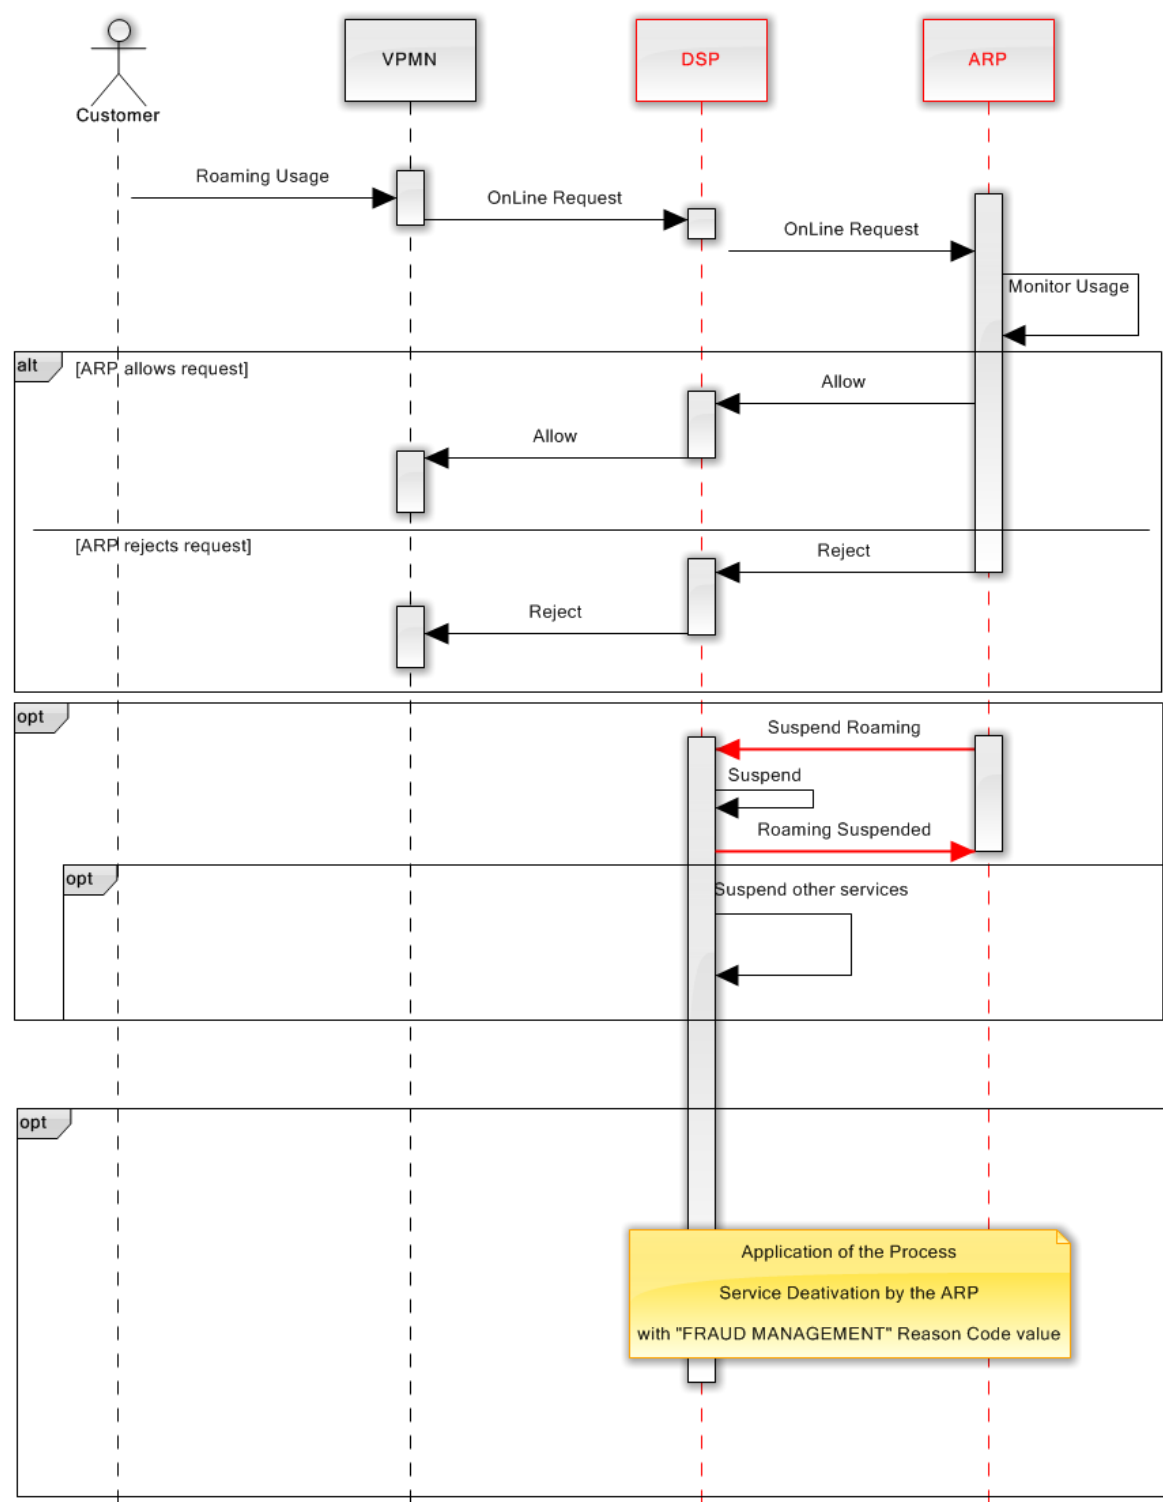 Customer
VPMN
DSP
ARP
Roaming Usage
OnLine Request
OnLine Request
Monitor Usage
alt
[ARP allows request]
Allow
Allow
[ARP rejects request]
Reject
Reject
opt
Suspend Roaming
Suspend
Roaming Suspended
opt
Suspend other services
opt
Application of the Process
Service Deativation by the ARP
with "FRAUD MANAGEMENT" Reason Code value